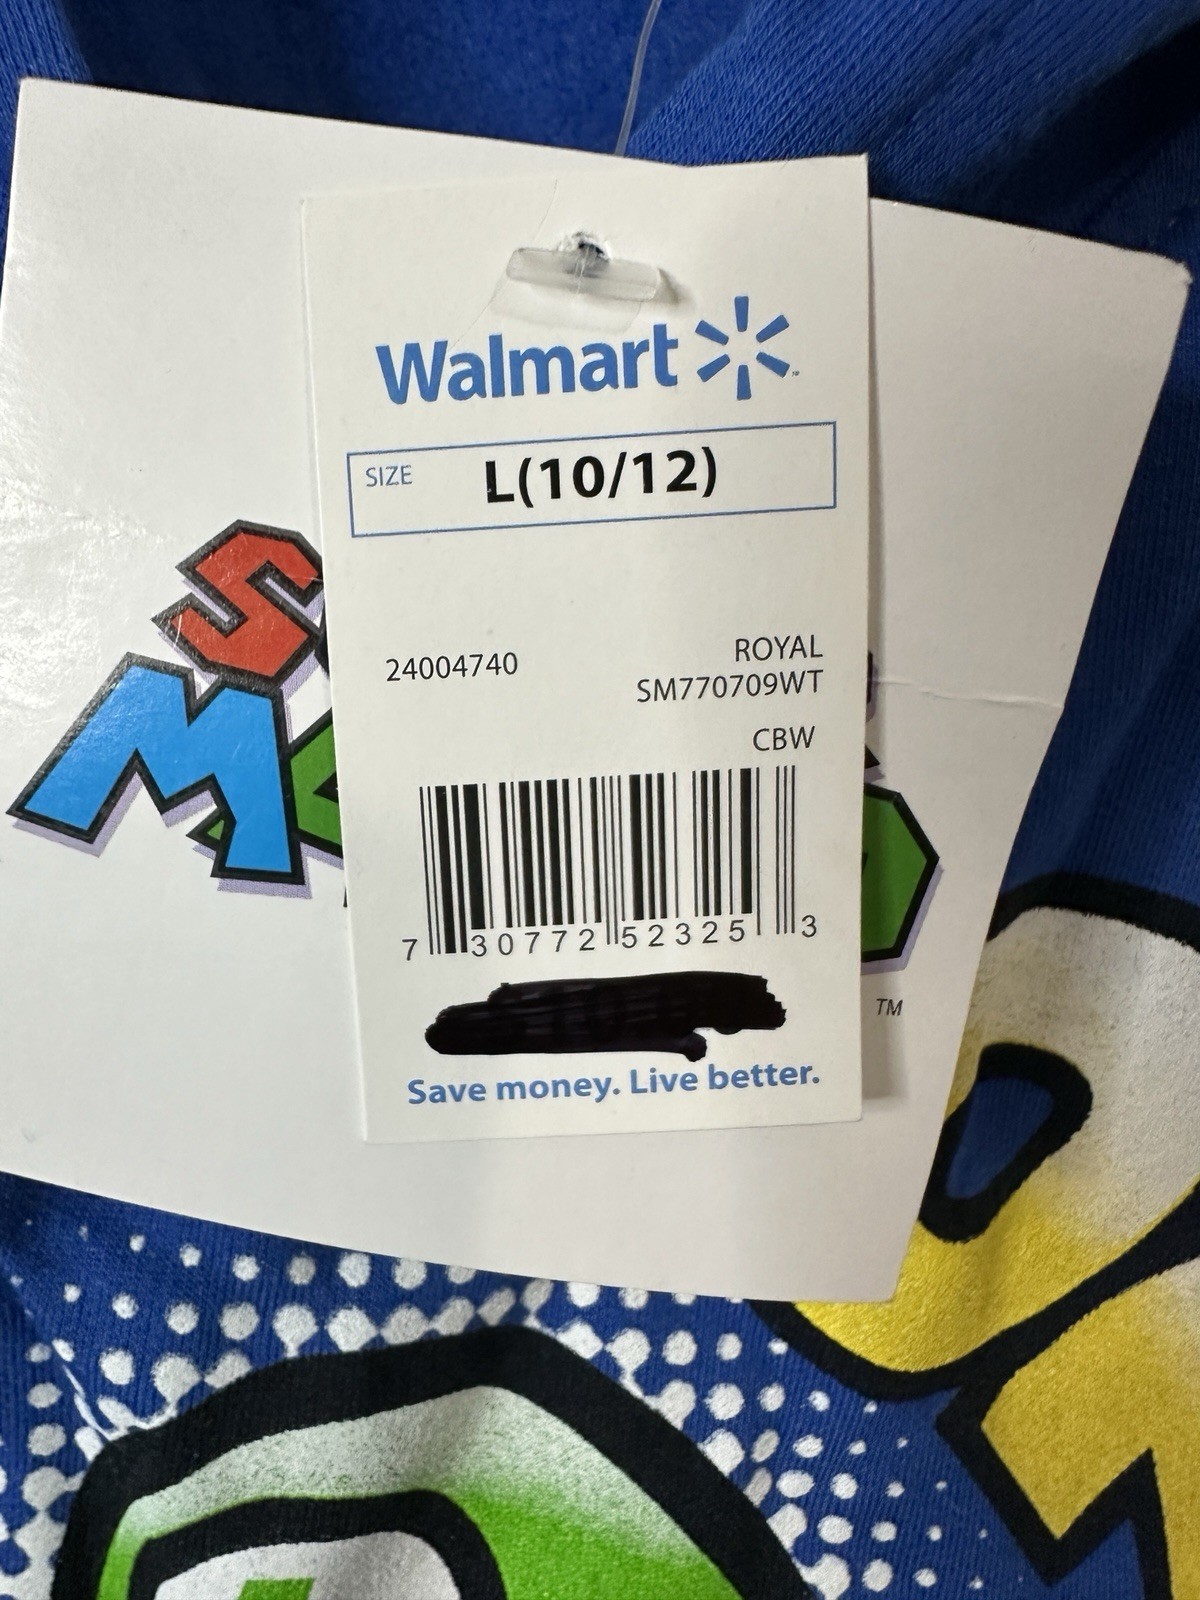 Walmart
SIZE L(10/12)
24004740
ROYAL
SM770709WT
CBW
7 30772 52325 3
Save money. Live better.
S
M
TM